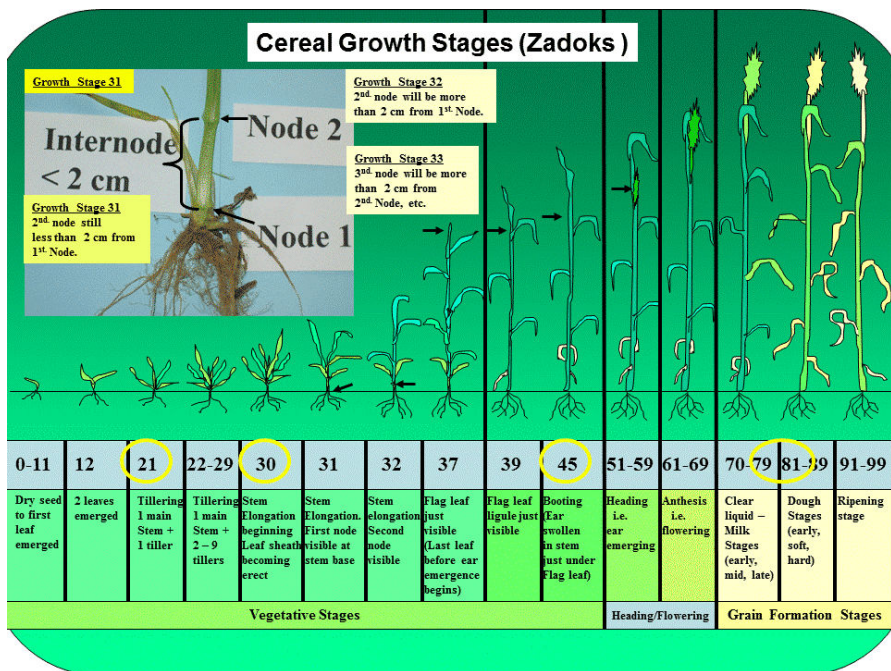 Cereal Growth Stages (Zadoks )
Growth Stage 31
Internode
< 2 cm
Node 2
Node 1
Growth Stage 31
2nd. node still
less than 2 cm from
1st. Node.
Growth Stage 32
2nd. node will be more
than 2 cm from 1st. Node.
Growth Stage 33
3rd. node will be more
than 2 cm from
2nd. Node, etc.
0-11
12
21
22-29
30
31
32
37
39
45
51-59
61-69
70-79
81-89
91-99
Dry seed
to first
leaf
emerged
2 leaves
emerged
Tillering
1 main
Stem +
1 tiller
Tillering
1 main
Stem +
2 – 9
tillers
Stem
Elongation
beginning
Leaf sheath
becoming
erect
Stem
Elongation.
First node
visible at
stem base
Stem
elongation
Second
node
visible
Flag leaf
just
visible
(Last leaf
before ear
emergence
begins)
Flag leaf
ligule just
visible
Booting
(Ear
swollen
in stem
just under
Flag leaf)
Heading
i.e.
ear
emerging
Anthesis
i.e.
flowering
Clear
liquid –
Milk
Stages
(early,
mid, late)
Dough
Stages
(early,
soft,
hard)
Ripening
stage
Vegetative Stages
Heading/Flowering
Grain Formation Stages